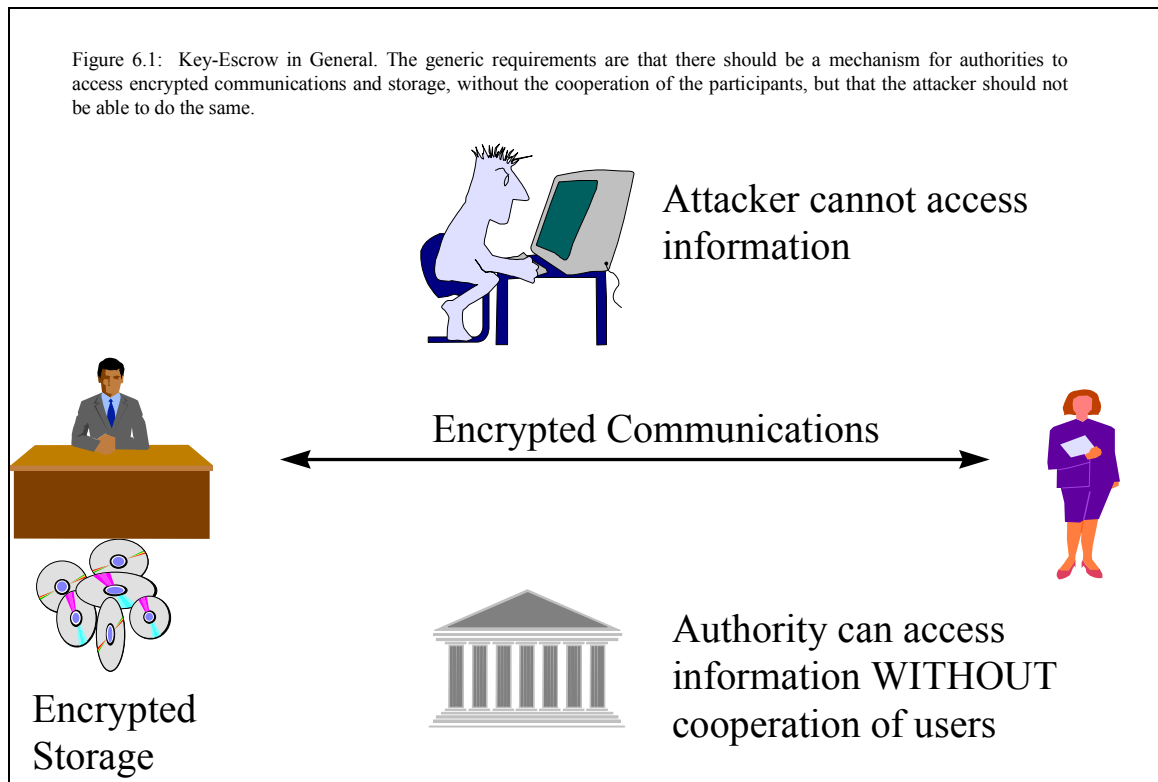 Figure 6.1: Key-Escrow in General. The generic requirements are that there should be a mechanism for authorities to
access encrypted communications and storage, without the cooperation of the participants, but that the attacker should not
be able to do the same.
Attacker cannot access
information
Encrypted Communications
Authority can access
information WITHOUT
cooperation of users
Encrypted
Storage